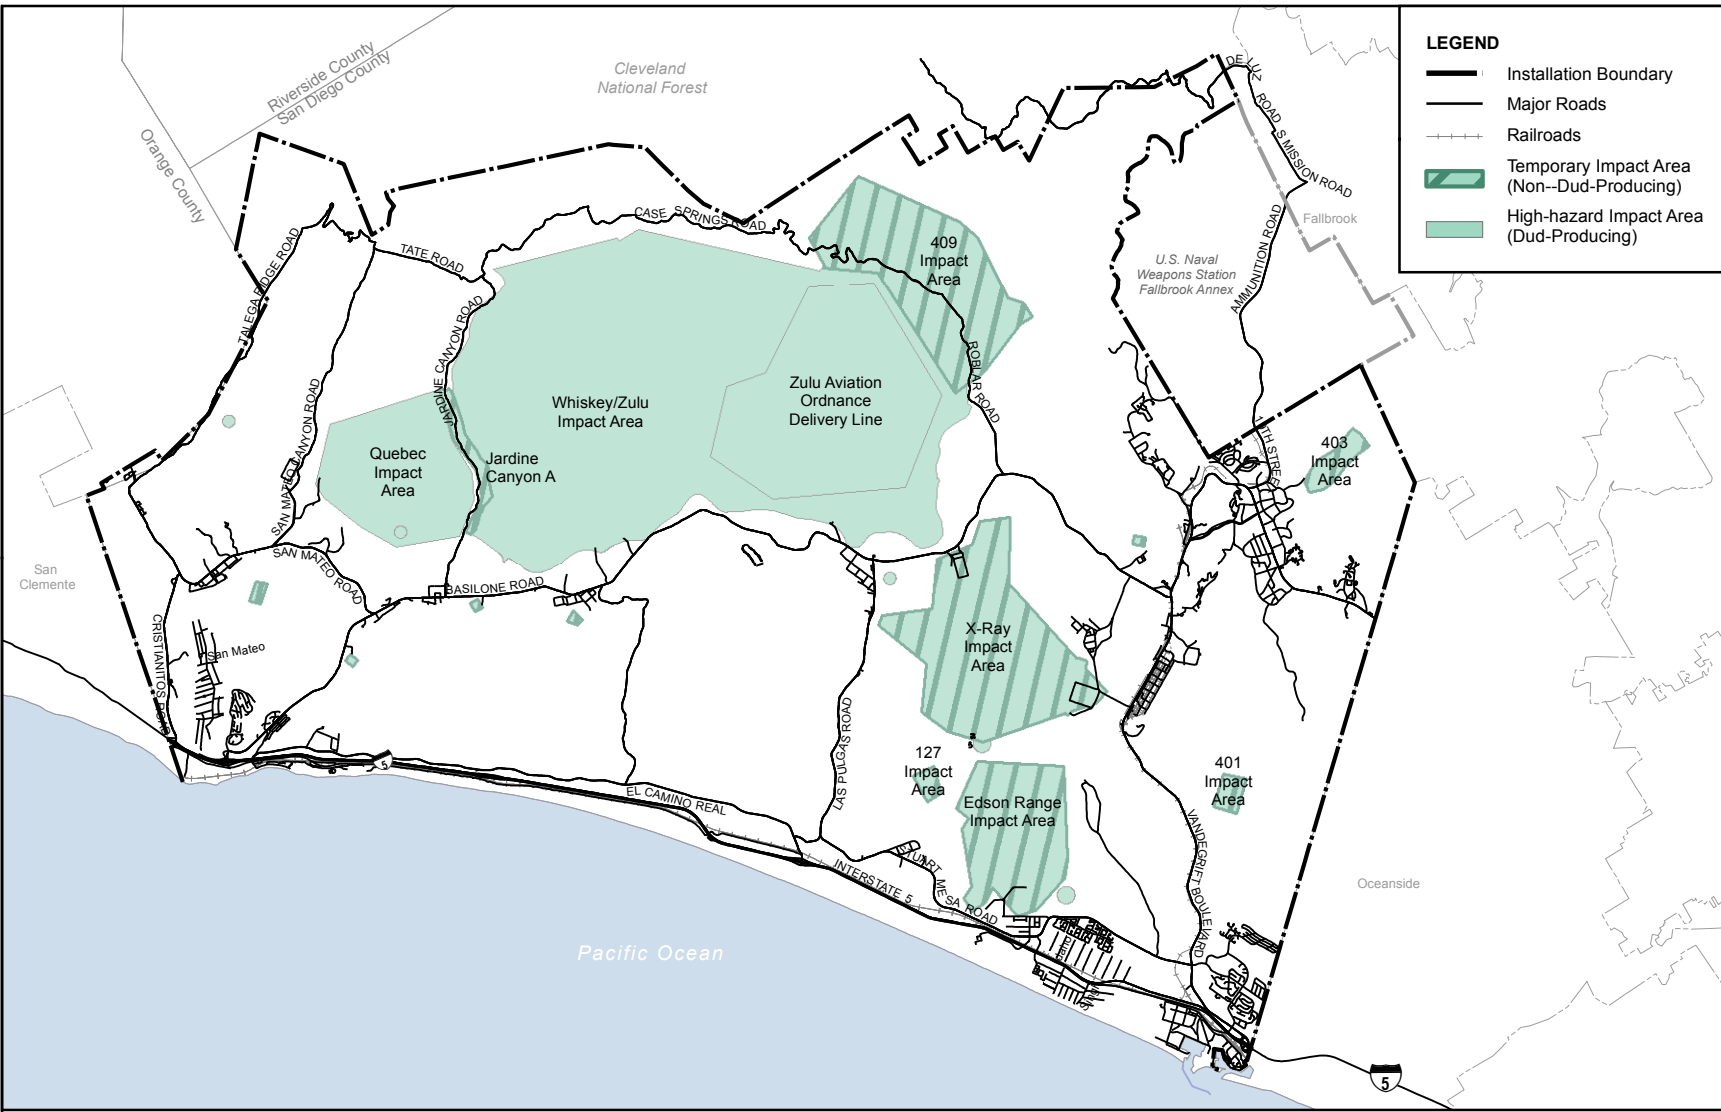 LEGEND
Installation Boundary
Major Roads
Railroads
Temporary Impact Area
(Non--Dud-Producing)
High-hazard Impact Area
(Dud-Producing)
Riverside County
San Diego County
Orange County
Cleveland
National Forest
DE LUZ ROAD
S MISSION ROAD
Fallbrook
AMMUNITION ROAD
U.S. Naval
Weapons Station
Fallbrook Annex
CASE SPRINGS ROAD
TATE ROAD
TALEGA RIDGE ROAD
409
Impact
Area
JARDINE CANYON ROAD
ROBLAR ROAD
SAN MATEO CANYON ROAD
Whiskey/Zulu
Impact Area
Zulu Aviation
Ordnance
Delivery Line
Quebec
Impact
Area
Jardine
Canyon A
403
Impact
Area
San
Clemente
SAN MATEO ROAD
BASILONE ROAD
CRISTIANITOS ROAD
San Mateo
X-Ray
Impact
Area
LAS PULGAS ROAD
127
Impact
Area
401
Impact
Area
5
EL CAMINO REAL
Edson Range
Impact Area
VANDEGRIFT BOULEVARD
INTERSTATE 5
STUART MESA ROAD
Oceanside
Pacific Ocean
5